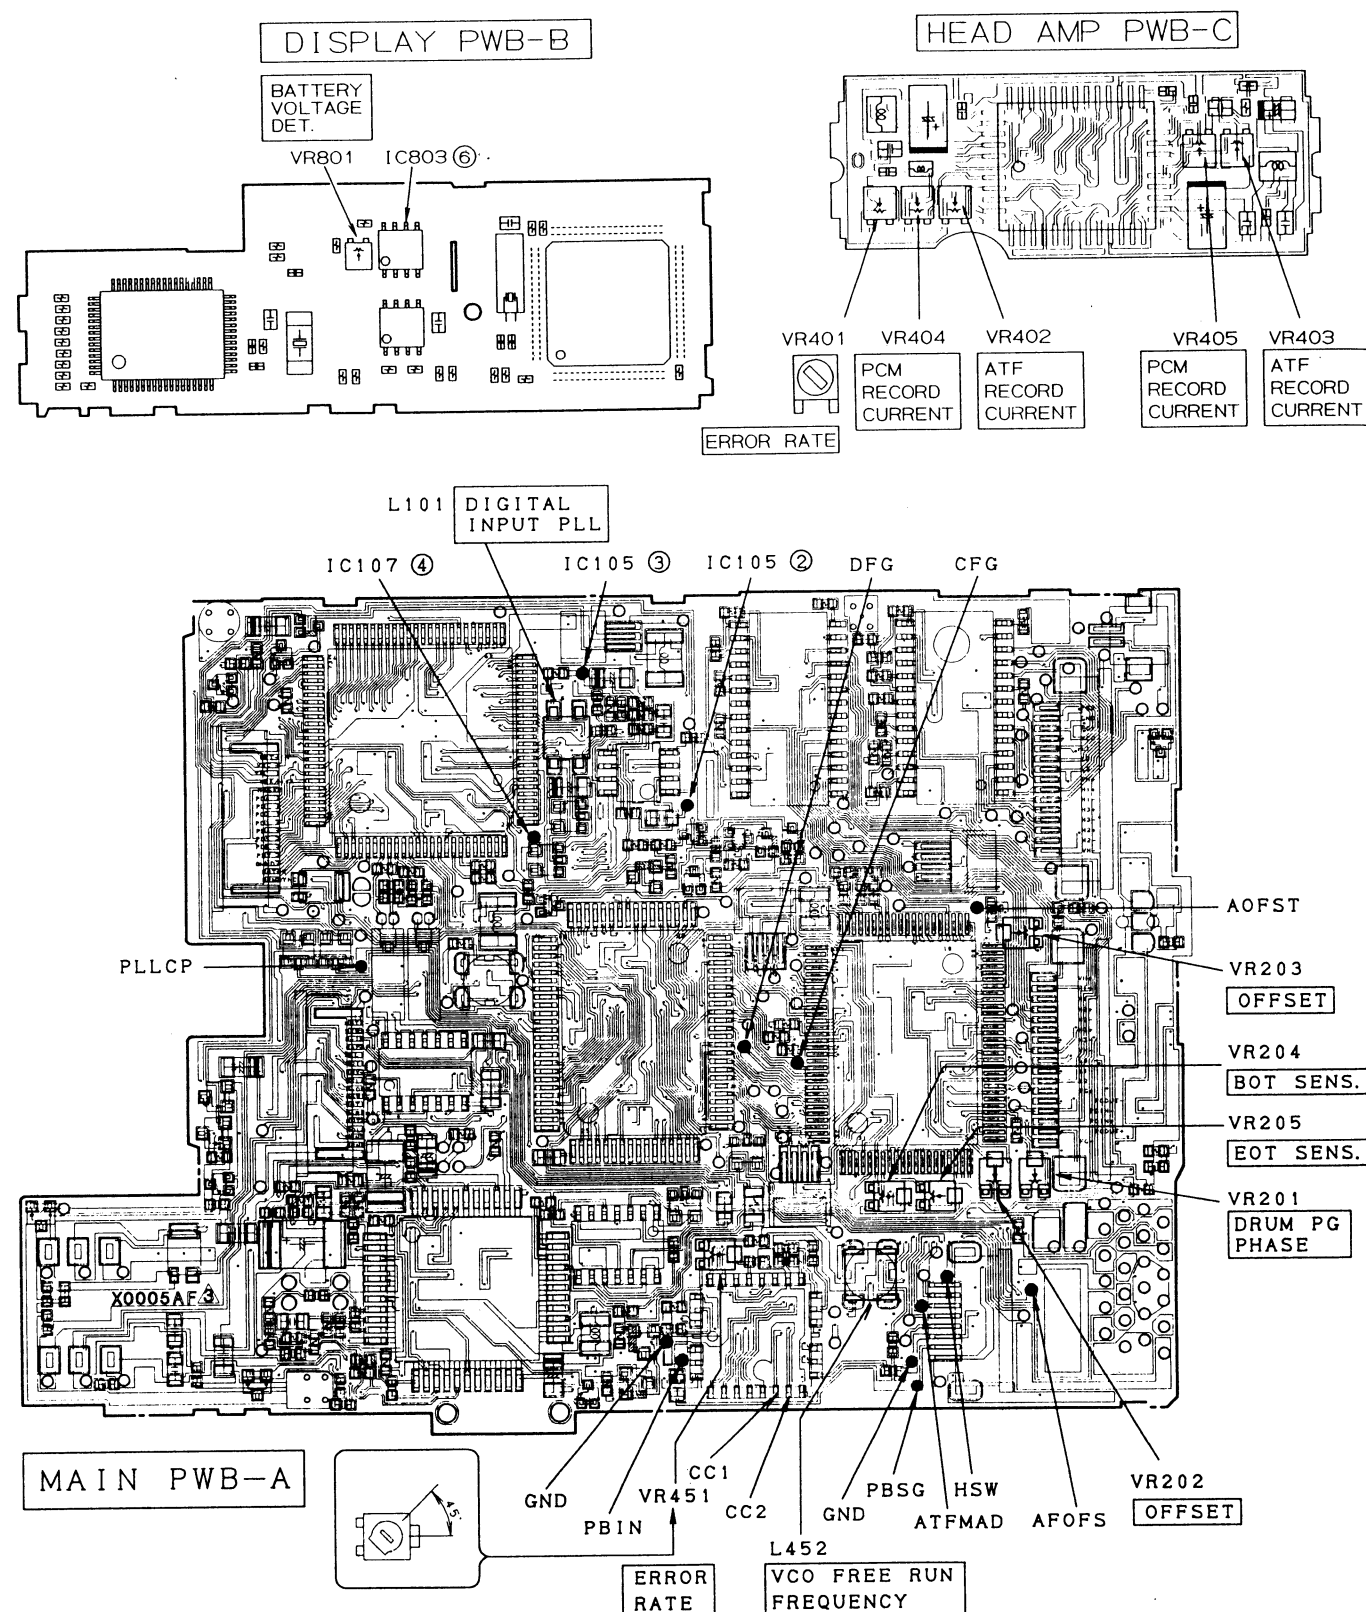 DISPLAY PWB-B
HEAD AMP PWB-C
BATTERY
VOLTAGE
DET.
VR801 IC803 ⑥
VR401 VR404 VR402 VR405 VR403
PCM
RECORD
CURRENT
ATF
RECORD
CURRENT
PCM
RECORD
CURRENT
ATF
RECORD
CURRENT
ERROR RATE
L101 DIGITAL
INPUT PLL
IC107 ④ IC105 ③ IC105 ② DFG CFG
AOFST
PLLCP
VR203
OFFSET
VR204
BOT SENS.
VR205
EOT SENS.
VR201
DRUM PG
PHASE
X0005AF 3
MAIN PWB-A
45°
GND
PBIN
CC1
VR451
CC2
GND
PBSG
HSW
ATFMAD
AFOFS
VR202
OFFSET
ERROR
RATE
L452
VCO FREE RUN
FREQUENCY